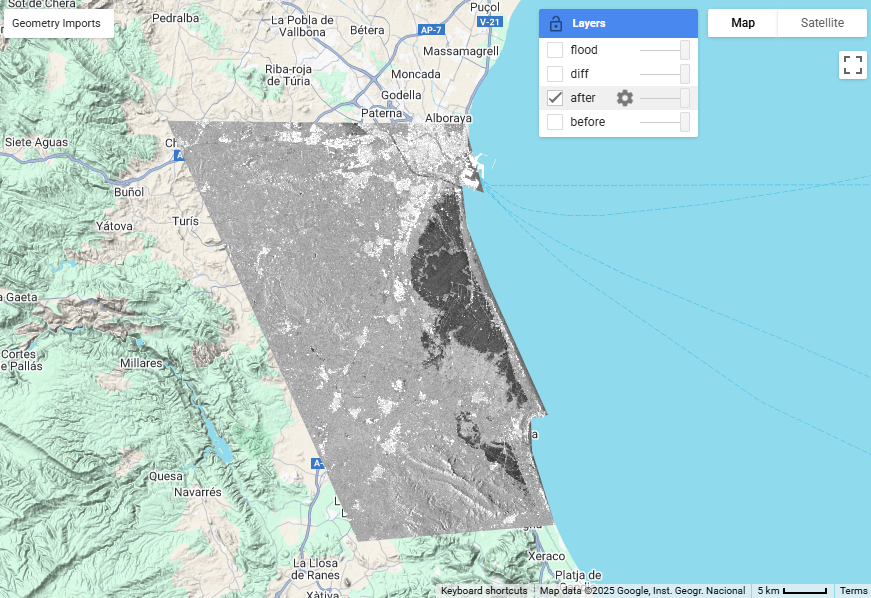 Sot de Chera
Geometry Imports
Pedralba
La Pobla de
Vallbona
Bétera
Puçol
V-21
AP-7
Massamagrell
Riba-roja
de Túria
Moncada
Godella
Paterna
Alboraya
Siete Aguas
Ch
A
Buñol
Turís
Yátova
a Gaeta
Cortes
e Pallás
Millares
a
A-
Quesa
Navarrés
L
L
Xeraco
La Llosa
de Ranes
Platja de
Xàtiva
Layers
flood
diff
after
before
Map
Satellite
Keyboard shortcuts
Map data ©2025 Google, Inst. Geogr. Nacional
5 km
Terms